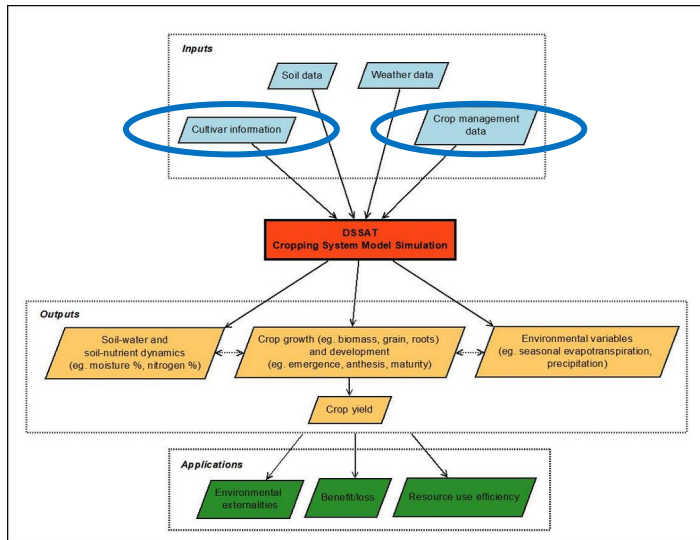 Inputs
Soil data
Weather data
Cultivar information
Crop management
data
DSSAT
Cropping System Model Simulation
Outputs
Soil-water and
soil-nutrient dynamics
(eg. moisture %, nitrogen %)
Crop growth (eg. biomass, grain, roots)
and development
(eg. emergence, anthesis, maturity)
Environmental variables
(eg. seasonal evapotranspiration,
precipitation)
Crop yield
Applications
Environmental
externalities
Benefit/loss
Resource use efficiency